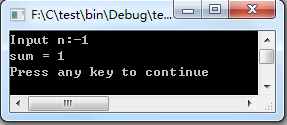 F:\C\test\bin\Debug\te...
Input n:-1
sum = 1
Press any key to continue